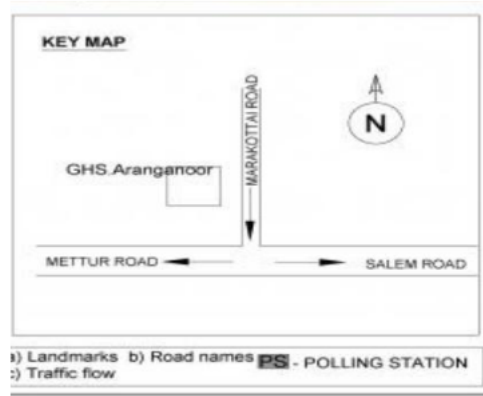 KEY MAP
MARAKOTTAI ROAD
N
GHS.Aranganoor
METTUR ROAD
SALEM ROAD
a) Landmarks b) Road names PS - POLLING STATION
c) Traffic flow